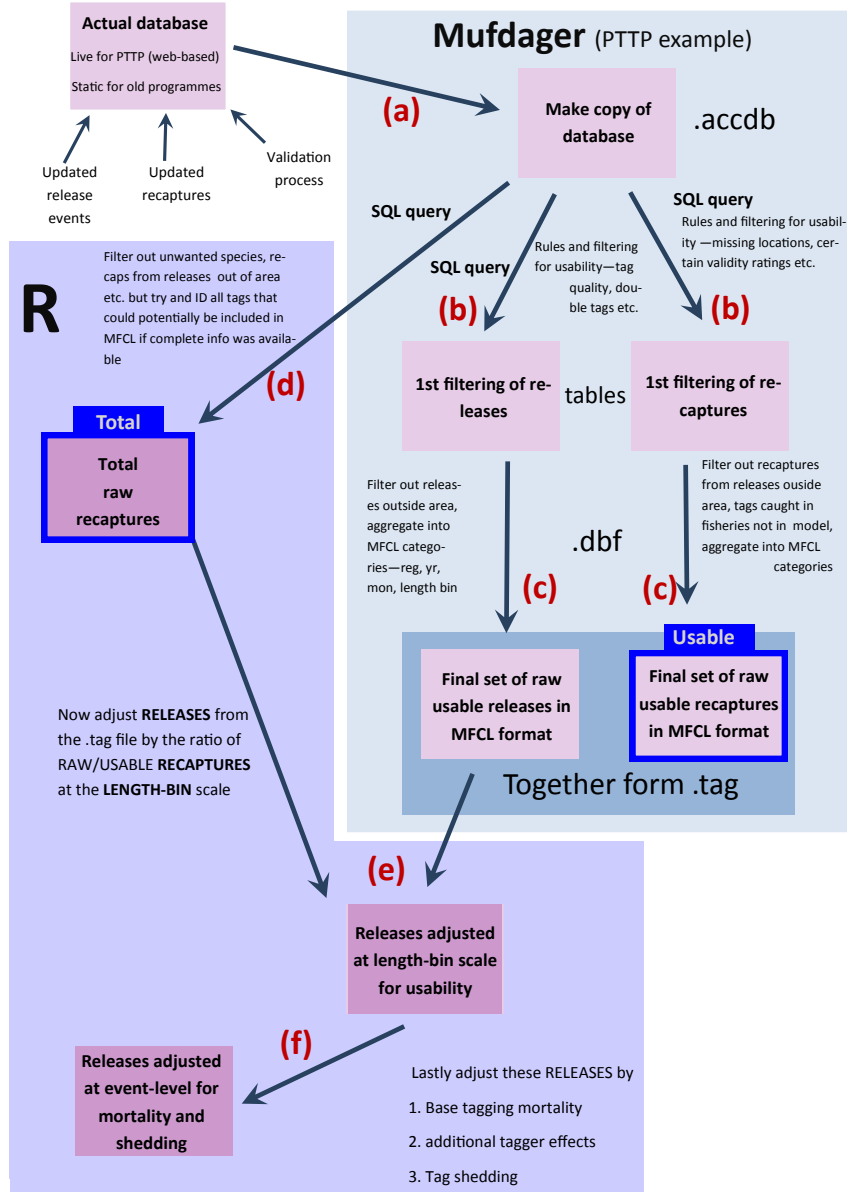 Actual database
Live for PTTP (web-based)
Static for old programmes
Updated
release
events
Updated
recaptures
Validation
process
Mufdager (PTTP example)
(a)
Make copy of
database
.accdb
SQL query
SQL query
Rules and filtering
for usability—tag
quality, dou-
ble tags etc.
SQL query
Rules and filtering for usabil-
ity —missing locations, cer-
tain validity ratings etc.
(b)
(b)
R
Filter out unwanted species, re-
caps from releases out of area
etc. but try and ID all tags that
could potentially be included in
MFCL if complete info was availa-
ble
(d)
Total
Total
raw
recaptures
1st filtering of re-
leases
tables
1st filtering of re-
captures
Filter out releas-
es outside area,
aggregate into
MFCL catego-
ries—reg, yr,
mon, length bin
.dbf
Filter out recaptures
from releases ouside
area, tags caught in
fisheries not in model,
aggregate into MFCL
categories
(c)
(c)
Final set of raw
usable releases in
MFCL format
Usable
Final set of raw
usable recaptures
in MFCL format
Together form .tag
Now adjust RELEASES from
the .tag file by the ratio of
RAW/USABLE RECAPTURES
at the LENGTH-BIN scale
(e)
Releases adjusted
at length-bin scale
for usability
(f)
Releases adjusted
at event-level for
mortality and
shedding
Lastly adjust these RELEASES by
1. Base tagging mortality
2. additional tagger effects
3. Tag shedding